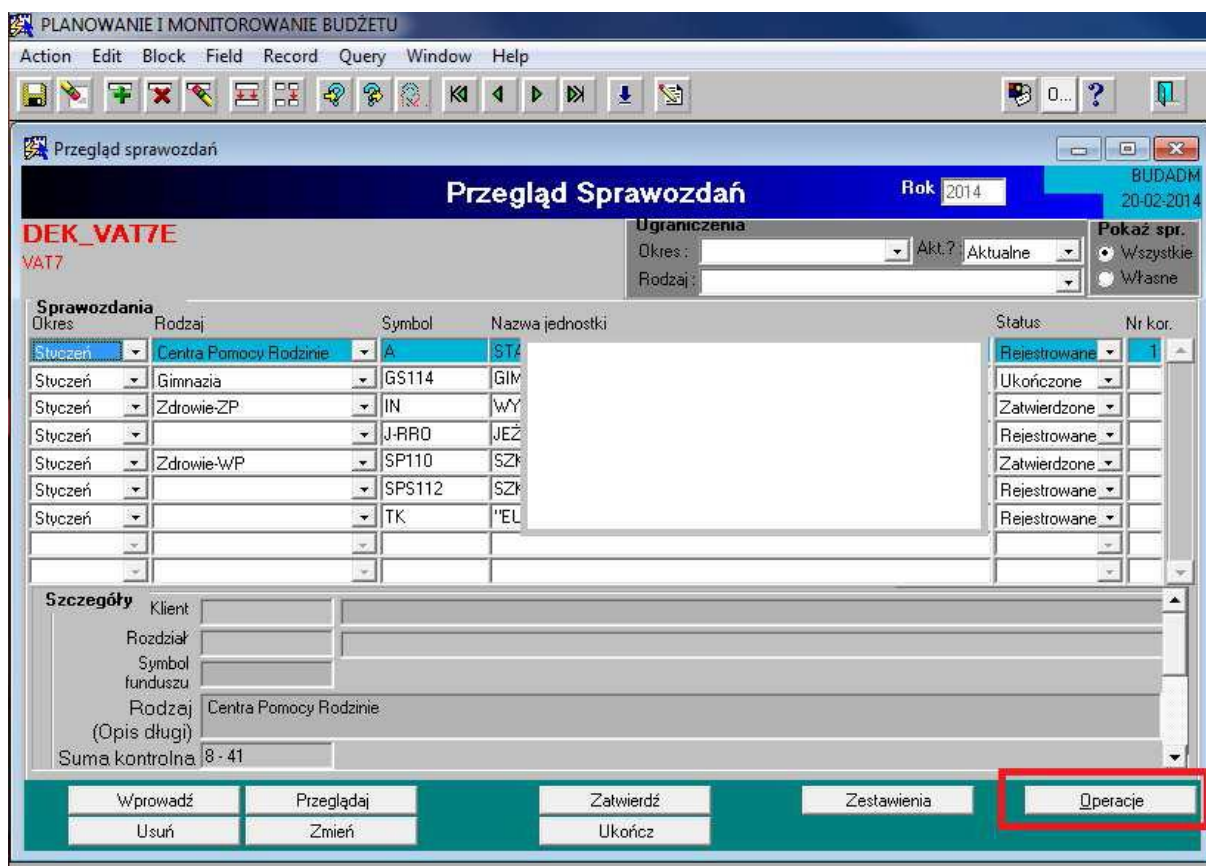 PLANOWANIE I MONITOROWANIE BUDŻETU
Action Edit Block Field Record Query Window Help
O... ?
Przegląd sprawozdań
Przegląd Sprawozdań Rok 2014 BUDADM
20-02-2014
DEK_VAT7E
VAT7
Ugraniczenia
Okres : Akt.? : Aktualne
Rodzaj :
Pokaż spr.
Wszystkie
Własne
Sprawozdania
Okres Rodzaj Symbol Nazwa jednostki Status Nr kor.
Styczeń Centra Pomocy Rodzinie A STA Rejestrowane 1
Styczeń Gimnazja GS114 GIM Ukończone
Styczeń Zdrowie-ZP IN WY Zatwierdzone
Styczeń J-RRO JEŻ Rejestrowane
Styczeń Zdrowie-WP SP110 SZK Zatwierdzone
Styczeń SPS112 SZK Rejestrowane
Styczeń TK "EU Rejestrowane
Szczegóły
Klient
Rozdział
Symbol
funduszu
Rodzaj Centra Pomocy Rodzinie
(Opis długi)
Suma kontrolna 8 - 41
Wprowadź Przeglądaj Zatwierdź Zestawienia Operacje
Usuń Zmień Ukończ